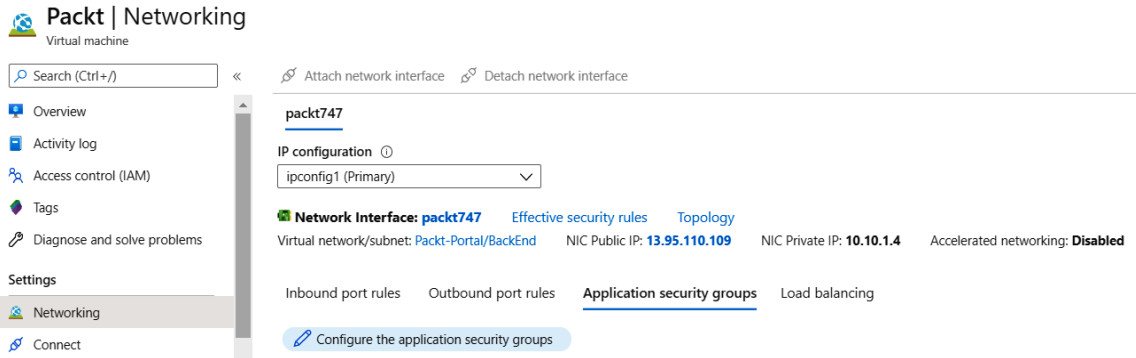 Packt | Networking
Virtual machine
Search (Ctrl+/)
«
Overview
Activity log
Access control (IAM)
Tags
Diagnose and solve problems
Settings
Networking
Connect
Attach network interface Detach network interface
packt747
IP configuration
ipconfig1 (Primary)
Network Interface: packt747 Effective security rules Topology
Virtual network/subnet: Packt-Portal/BackEnd NIC Public IP: 13.95.110.109 NIC Private IP: 10.10.1.4 Accelerated networking: Disabled
Inbound port rules Outbound port rules Application security groups Load balancing
Configure the application security groups